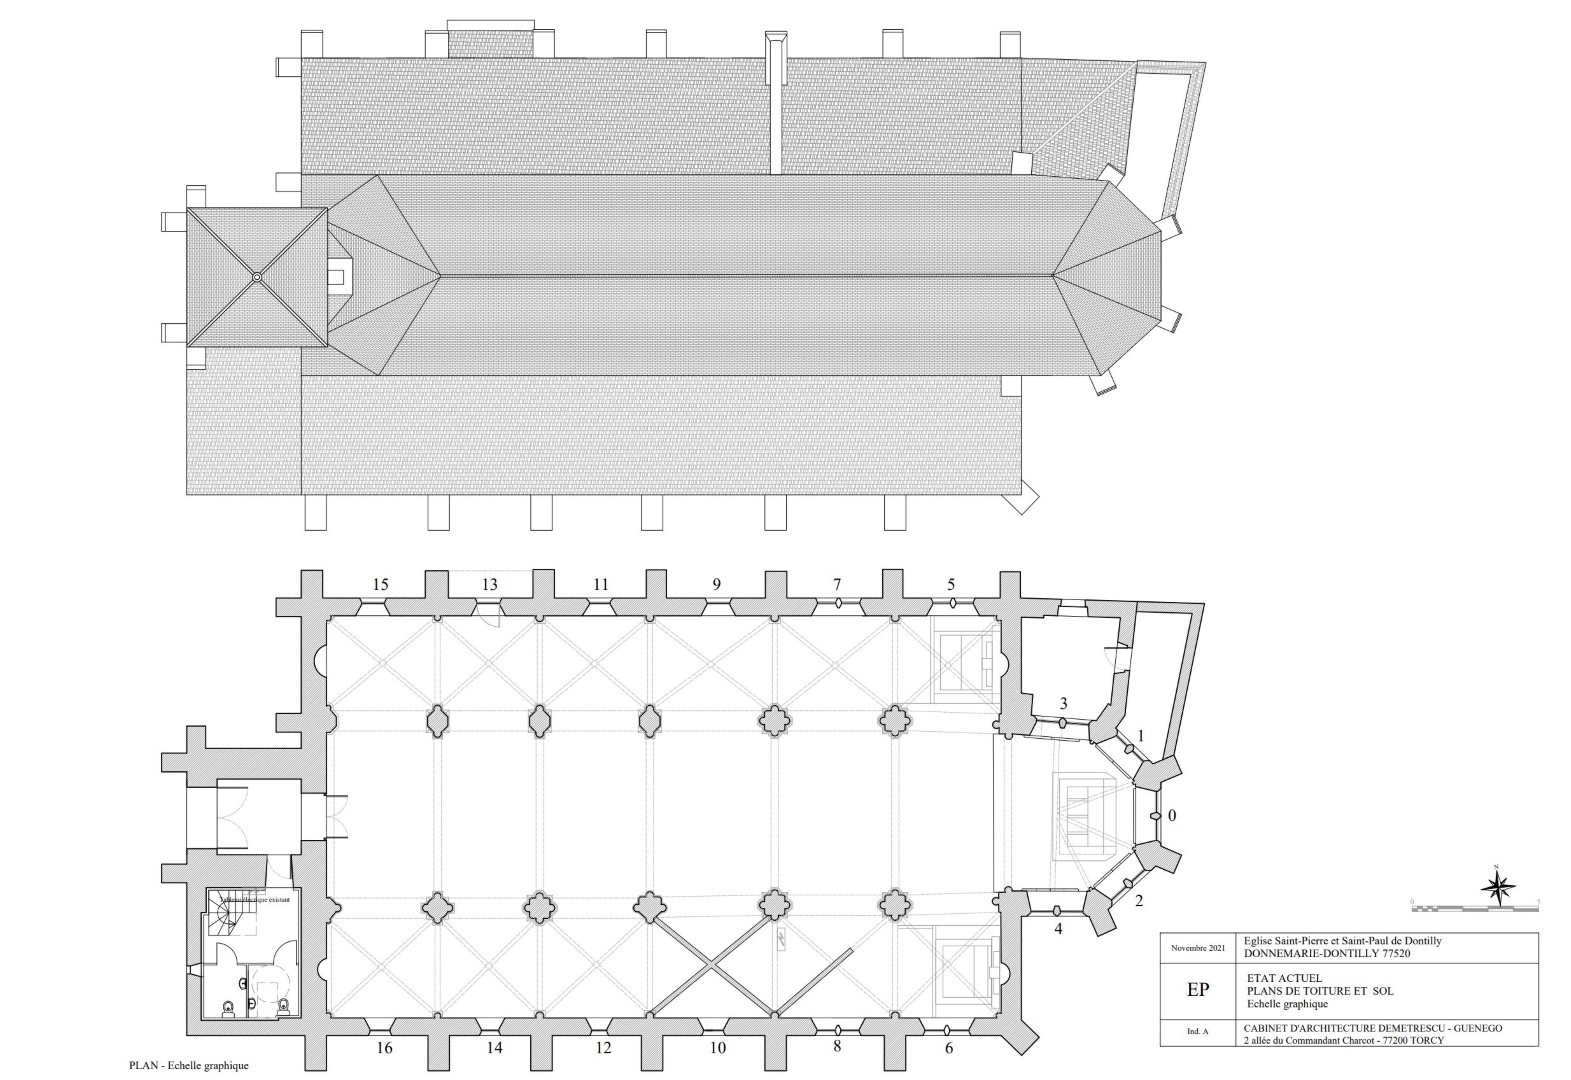 15 13 11 9 7 5
3
1
0
2
4
Tableau électrique existant
16 14 12 10 8 6
PLAN - Echelle graphique
N
0 5
Novembre 2021
Eglise Saint-Pierre et Saint-Paul de Dontilly
DONNEMARIE-DONTILLY 77520
EP
ETAT ACTUEL
PLANS DE TOITURE ET SOL
Echelle graphique
Ind. A
CABINET D'ARCHITECTURE DEMETRESCU - GUENEGO
2 allée du Commandant Charcot - 77200 TORCY